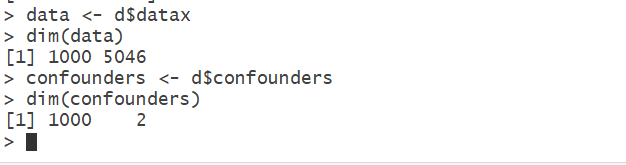 > data <- d$datax
> dim(data)
[1] 1000 5046
> confounders <- d$confounders
> dim(confounders)
[1] 1000    2
>